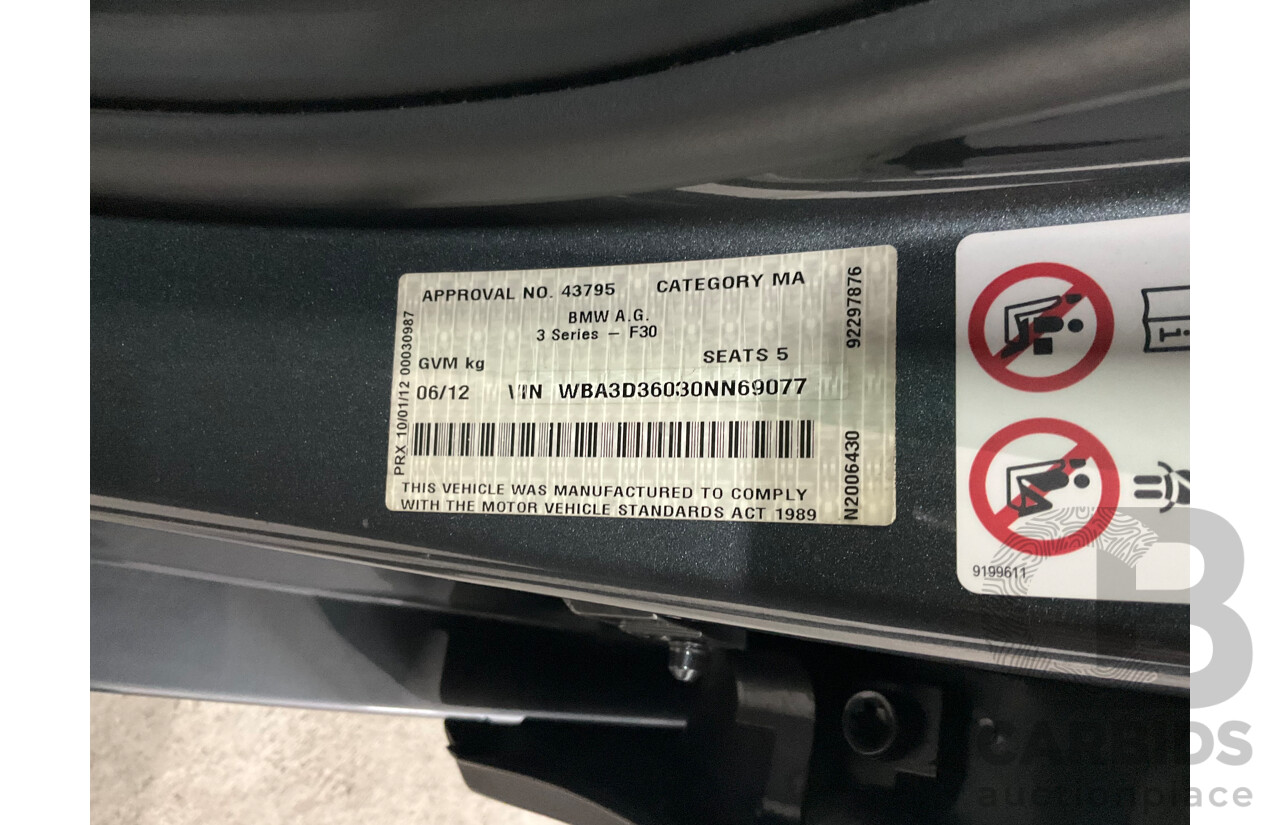 APPROVAL NO. 43795 CATEGORY MA
BMW A.G.
3 Series – F30
GVM kg SEATS 5
06/12 VIN WBA3D36030NN69077
THIS VEHICLE WAS MANUFACTURED TO COMPLY
WITH THE MOTOR VEHICLE STANDARDS ACT 1989
PRX 10/01/12 00030987
92297876
N2006430
i
9199611
B
CARBIDS
auctionplace